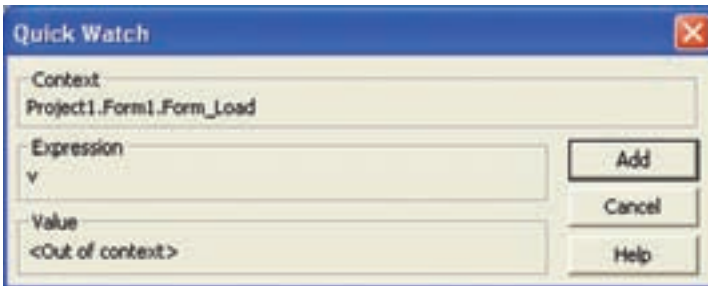 Quick Watch
Context
Project1.Form1.Form_Load
Expression
v
Add
Value
<Out of context>
Cancel
Help